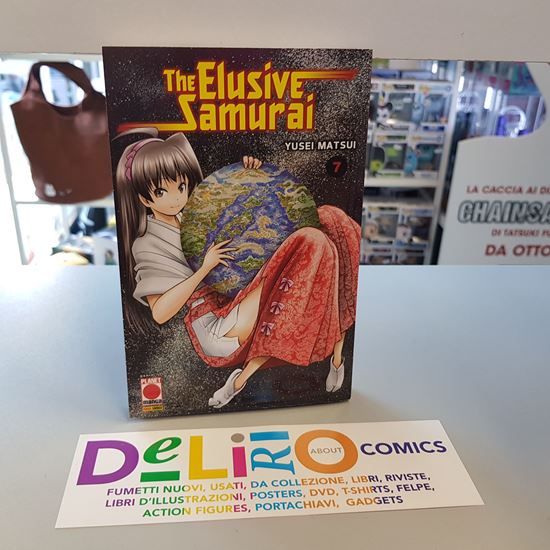 The Elusive
Samurai
YUSEI MATSUI
7
PLANET
manga
LA CACCIA AI DE
CHAINSA
DI TATSUKI FU
DA OTTO
DeLiRiO ABOUT COMICS
FUMETTI NUOVI, USATI, DA COLLEZIONE, LIBRI, RIVISTE,
LIBRI D'ILLUSTRAZIONI, POSTERS, DVD, T-SHIRTS, FELPE,
ACTION FIGURES, PORTACHIAVI, GADGETS